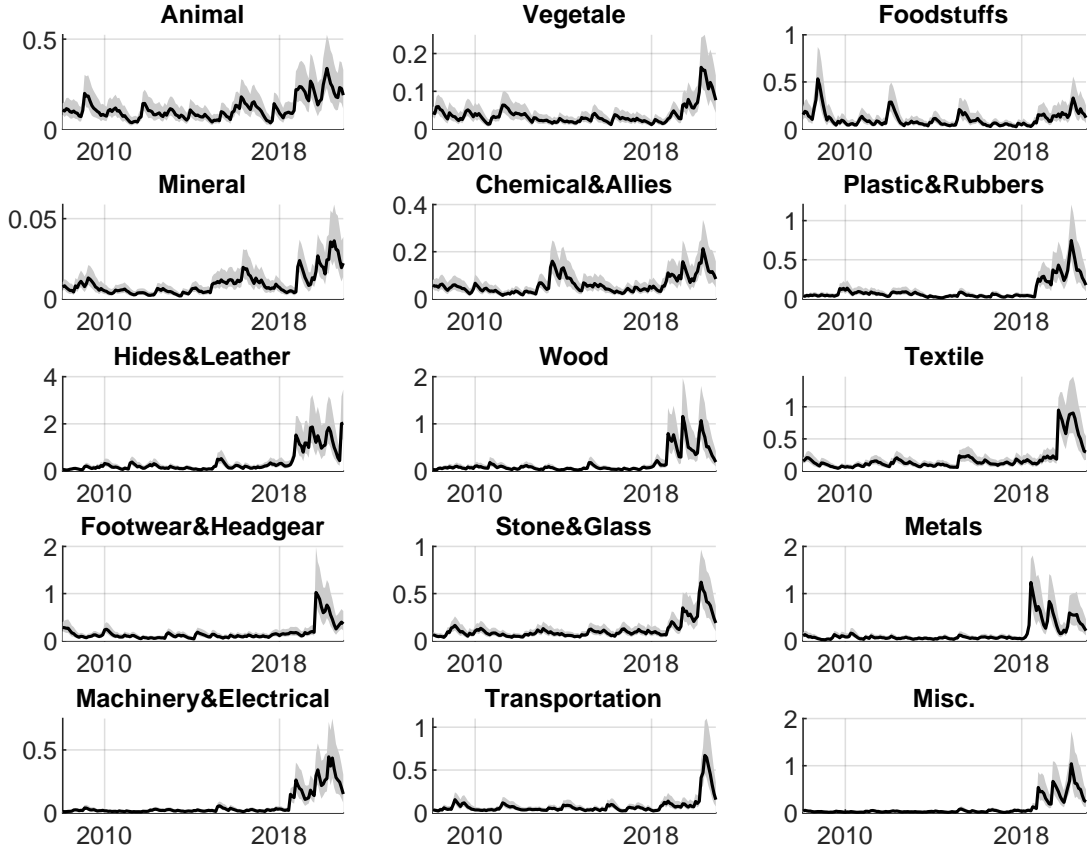 Animal Vegetale Foodstuffs
0.5 0.2 1
0.1 0.5
0 0 0
2010 2018 2010 2018 2010 2018
Mineral Chemical&Allies Plastic&Rubbers
0.05 0.4 1
0.2 0.5
0 0 0
2010 2018 2010 2018 2010 2018
Hides&Leather Wood Textile
4 2 1
2 1 0.5
0 0 0
2010 2018 2010 2018 2010 2018
Footwear&Headgear Stone&Glass Metals
2 1 2
1 0.5 1
0 0 0
2010 2018 2010 2018 2010 2018
Machinery&Electrical Transportation Misc.
0.5 1 2
0.5 1
0 0 0
2010 2018 2010 2018 2010 2018